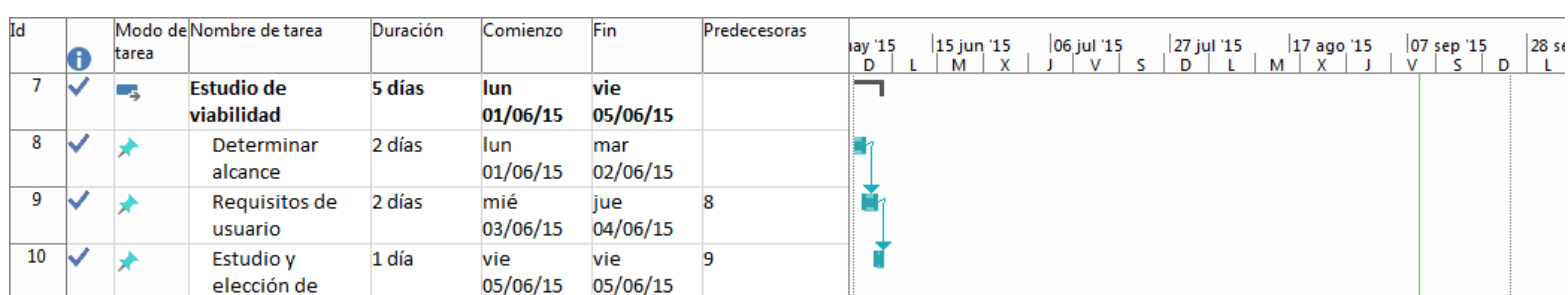 Id Modo de tarea Nombre de tarea Duración Comienzo Fin Predecesoras
15 jun '15 06 jul '15 27 jul '15 17 ago '15 07 sep '15
D L M X J V S D L M X J V S D L
7 Estudio de viabilidad 5 días lun 01/06/15 vie 05/06/15
8 Determinar alcance 2 días lun 01/06/15 mar 02/06/15
9 Requisitos de usuario 2 días mié 03/06/15 jue 04/06/15 8
10 Estudio y elección de 1 día vie 05/06/15 vie 05/06/15 9